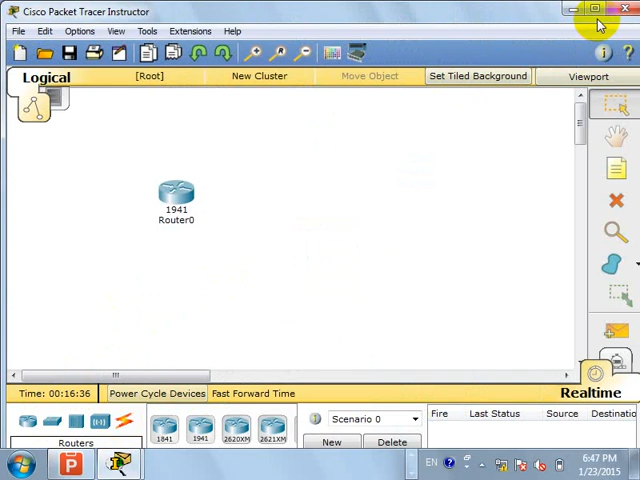 Cisco Packet Tracer Instructor
File Edit Options View Tools Extensions Help
Logical [Root] New Cluster Move Object Set Tiled Background Viewport
1941
Router0
Time: 00:16:36 Power Cycle Devices Fast Forward Time Realtime
Routers
1841 1941 2620XM 2621XM
Scenario 0
New Delete
Fire Last Status Source Destinatio
EN
6:47 PM
1/23/2015